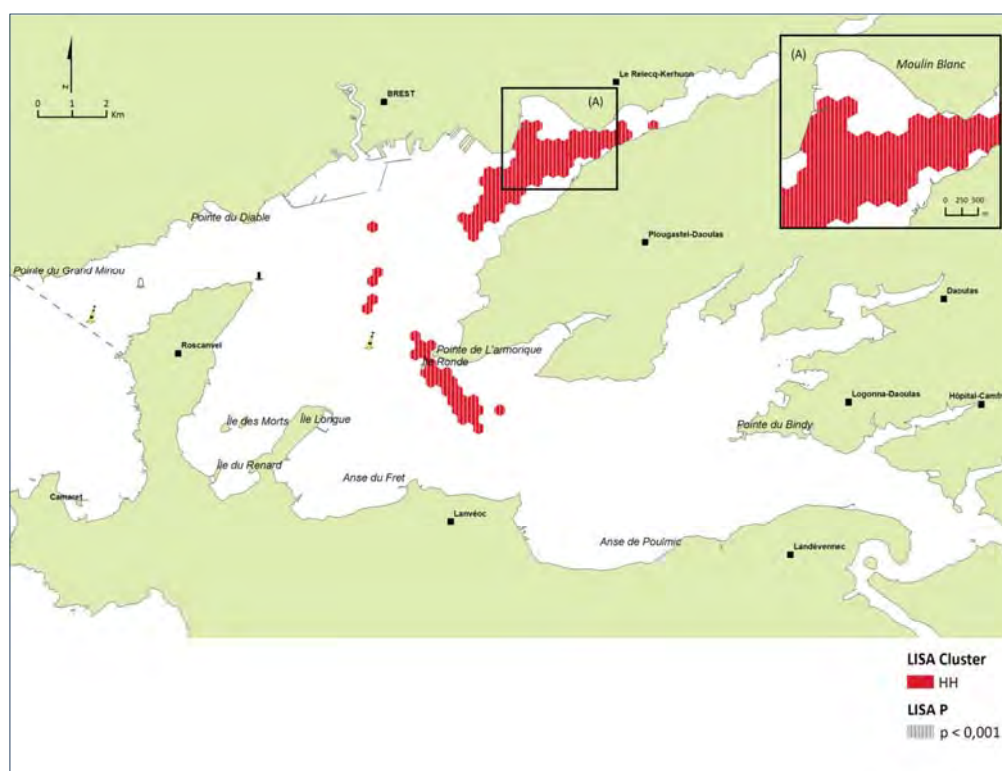 (A)
Moulin Blanc
Le Relecq-Kerhuon
N
BREST
(A)
0 1 2
Km
0 250 500
m
Pointe du Diable
Plougastel-Daoulas
Pointe du Grand Minou
Daoulas
Roscanvel
Pointe de L'armorique
Île Ronde
Logonna-Daoulas
Île des Morts
Île Longue
Pointe du Bindy
Île du Renard
Anse du Fret
Camaret
Lanvéoc
Anse de Poulmic
Landévennec
LISA Cluster
HH
LISA P
p < 0,001